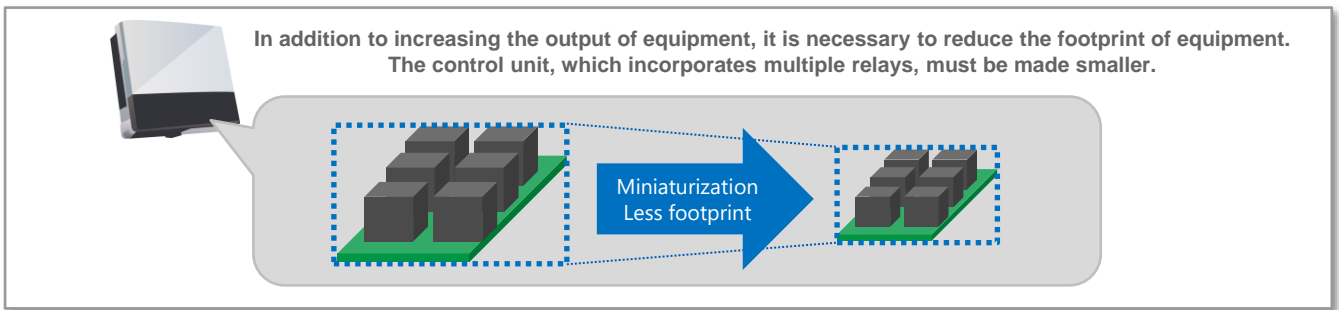 In addition to increasing the output of equipment, it is necessary to reduce the footprint of equipment.
The control unit, which incorporates multiple relays, must be made smaller.
Miniaturization
Less footprint